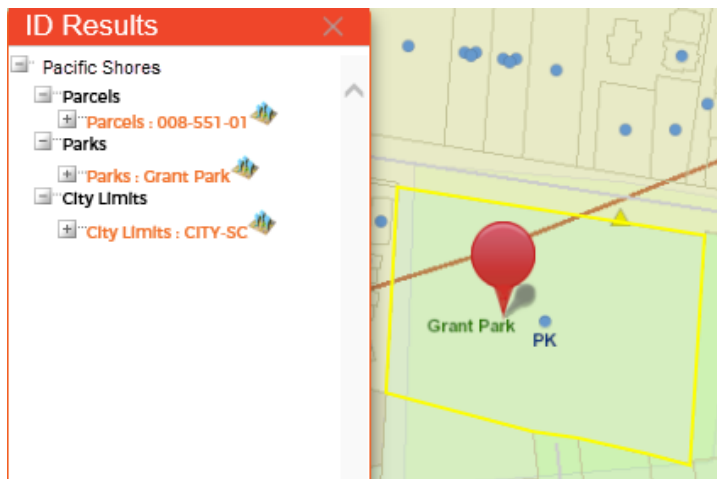 ID Results
Pacific Shores
Parcels
Parcels : 008-551-01
Parks
Parks : Grant Park
City Limits
City Limits : CITY-SC
Grant Park
PK